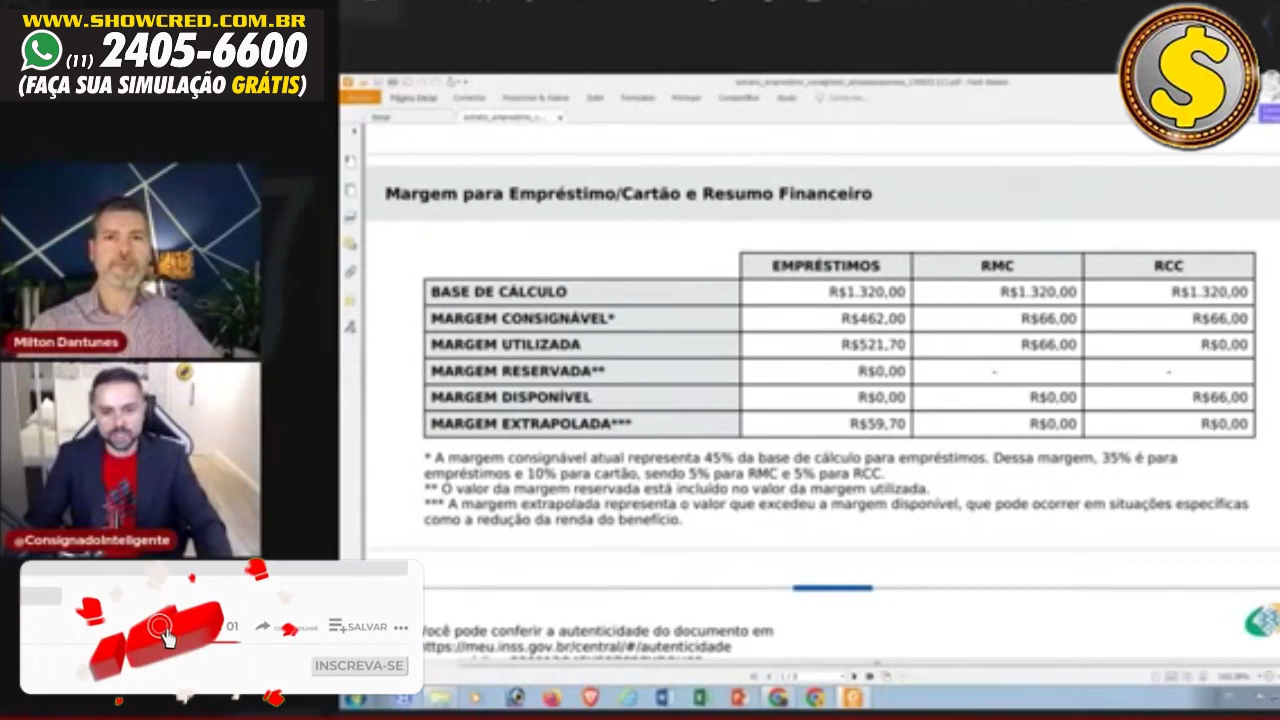 WWW.SHOWCRED.COM.BR
(11) 2405-6600
(FAÇA SUA SIMULAÇÃO GRÁTIS)
Página Inicial
Margem para Empréstimo/Cartão e Resumo Financeiro
EMPRÉSTIMOS RMC RCC
BASE DE CÁLCULO R$1.320,00 R$1.320,00 R$1.320,00
MARGEM CONSIGNÁVEL* R$462,00 R$66,00 R$66,00
MARGEM UTILIZADA R$521,70 R$66,00 R$0,00
MARGEM RESERVADA** R$0,00 - -
MARGEM DISPONÍVEL R$0,00 R$0,00 R$66,00
MARGEM EXTRAPOLADA*** R$59,70 R$0,00 R$0,00
* A margem consignável atual representa 45% da base de cálculo para empréstimos. Dessa margem, 35% é para
empréstimos e 10% para cartão, sendo 5% para RMC e 5% para RCC.
** O valor da margem reservada está incluído no valor da margem utilizada.
*** A margem extrapolada representa o valor que excedeu a margem disponível, que pode ocorrer em situações específicas
como a redução da renda do benefício.
Você pode conferir a autenticidade do documento em
https://meu.inss.gov.br/central/#/autenticidade
Milton Dantunes
@ConsignadoInteligente
01 SALVAR
INSCREVA-SE